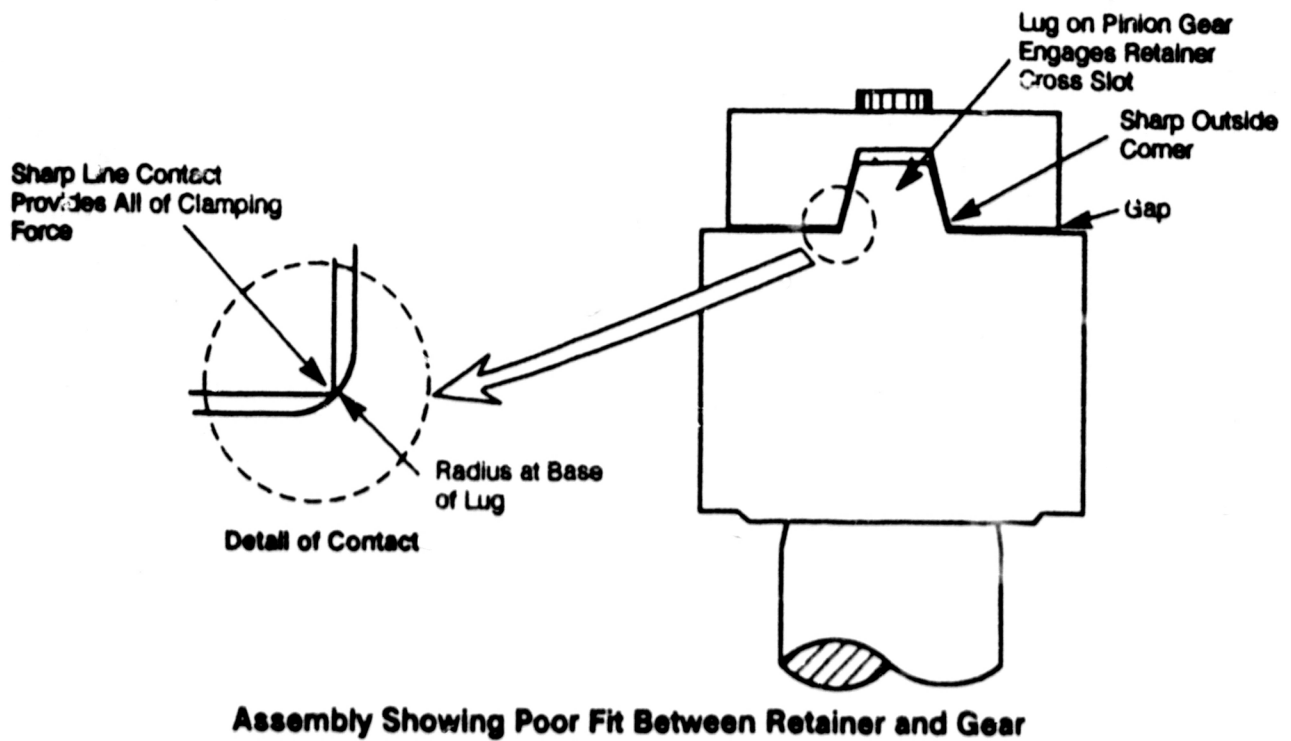 Lug on Pinion Gear
Engages Retainer
Cross Slot
Sharp Outside
Corner
Gap
Sharp Line Contact
Provides All of Clamping
Force
Radius at Base
of Lug
Detail of Contact
Assembly Showing Poor Fit Between Retainer and Gear